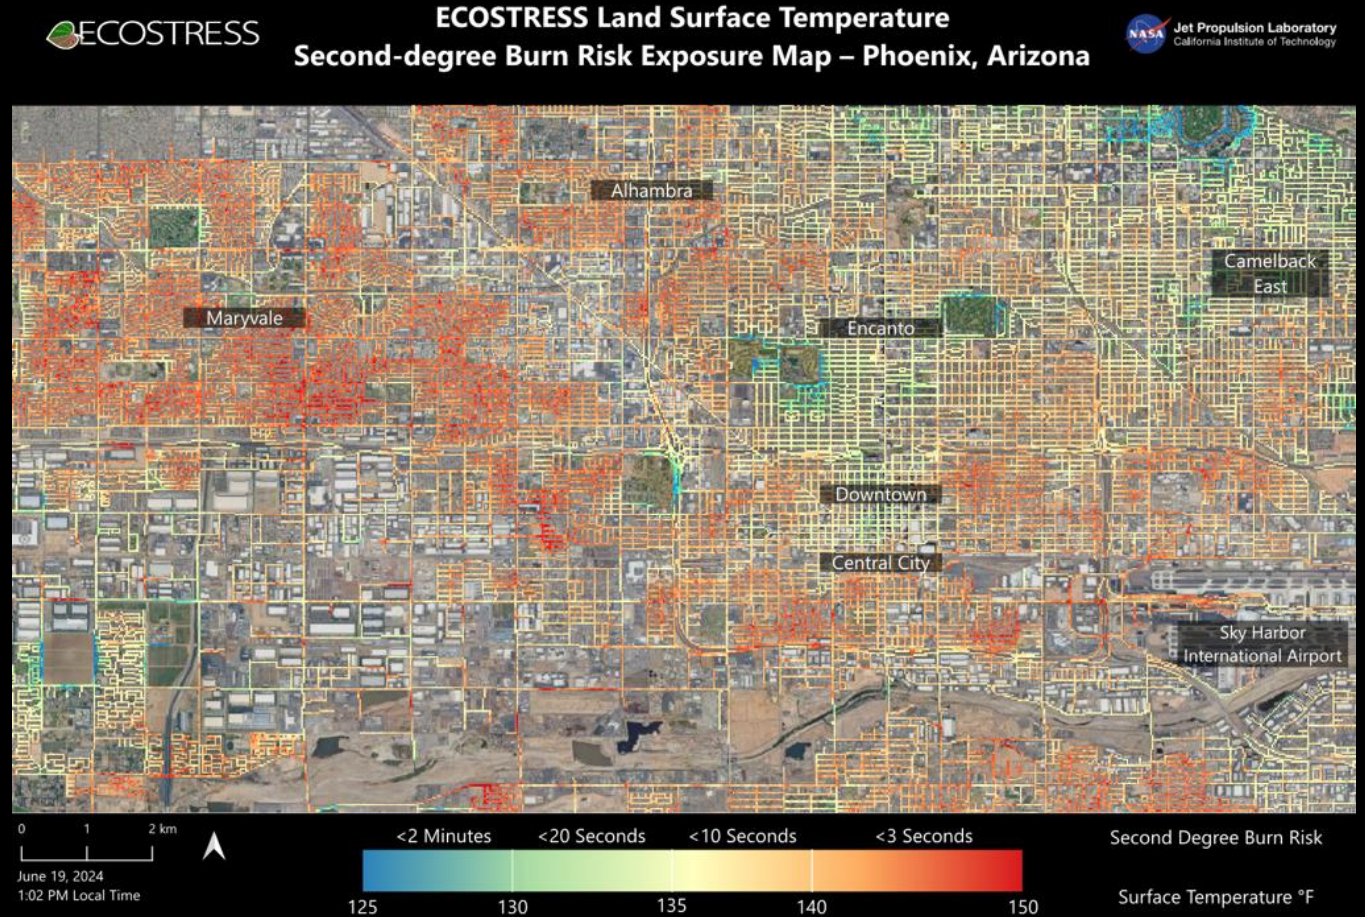 ECOSTRESS
ECOSTRESS Land Surface Temperature
Second-degree Burn Risk Exposure Map – Phoenix, Arizona
NASA
Jet Propulsion Laboratory
California Institute of Technology
Alhambra
Camelback
East
Maryvale
Encanto
Downtown
Central City
Sky Harbor
International Airport
0 1 2 km
June 19, 2024
1:02 PM Local Time
<2 Minutes <20 Seconds <10 Seconds <3 Seconds
Second Degree Burn Risk
125 130 135 140 150
Surface Temperature °F